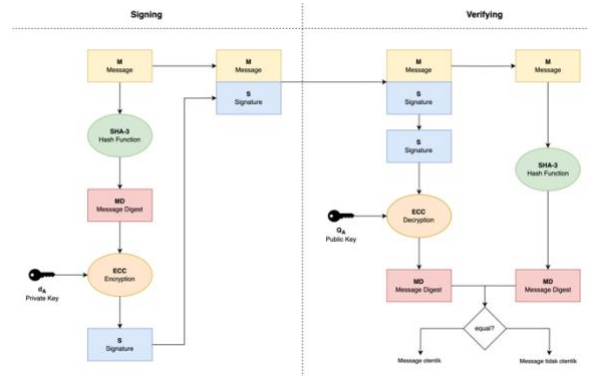 Signing
Verifying
M
Message
M
Message
S
Signature
SHA-3
Hash Function
MD
Message Digest
ECC
Encryption
dA
Private Key
S
Signature
M
Message
S
Signature
S
Signature
ECC
Decryption
QA
Public Key
MD
Message Digest
M
Message
SHA-3
Hash Function
MD
Message Digest
equal?
Message otentik
Message tidak otentik